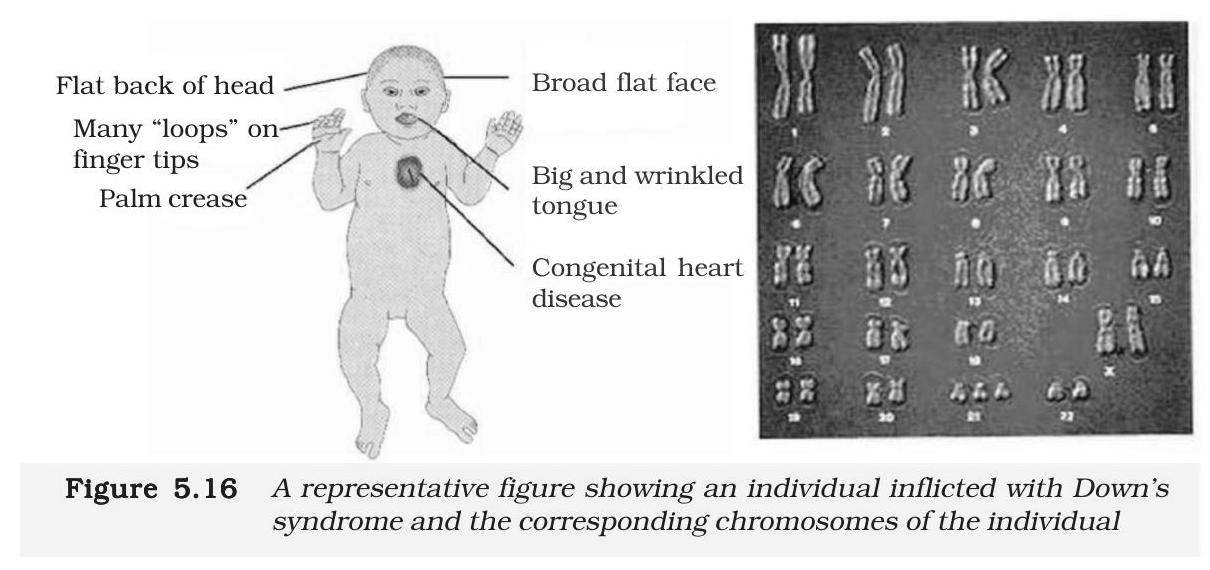 Flat back of head
Many “loops” on
finger tips
Palm crease
Broad flat face
Big and wrinkled
tongue
Congenital heart
disease
1 2 3 4 5
6 7 8 9 10
11 12 13 14 15
16 17 18 X
19 20 21 22
Figure 5.16 A representative figure showing an individual inflicted with Down’s
syndrome and the corresponding chromosomes of the individual